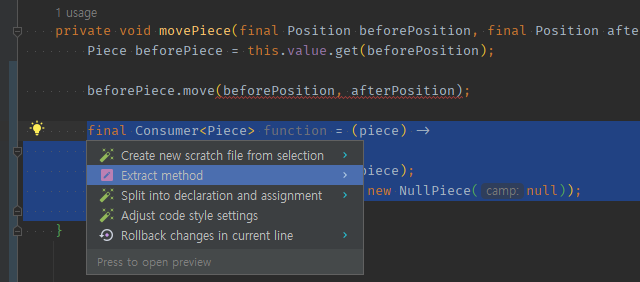 1 usage
private void movePiece(final Position beforePosition, final Position afte
Piece beforePiece = this.value.get(beforePosition);
beforePiece.move(beforePosition, afterPosition);
final Consumer<Piece> function = (piece) ->
Create new scratch file from selection
Extract method
piece);
Split into declaration and assignment
new NullPiece( camp: null));
Adjust code style settings
}
Rollback changes in current line
Press to open preview